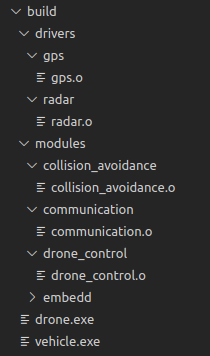 build
drivers
gps
gps.o
radar
radar.o
modules
collision_avoidance
collision_avoidance.o
communication
communication.o
drone_control
drone_control.o
embedd
drone.exe
vehicle.exe